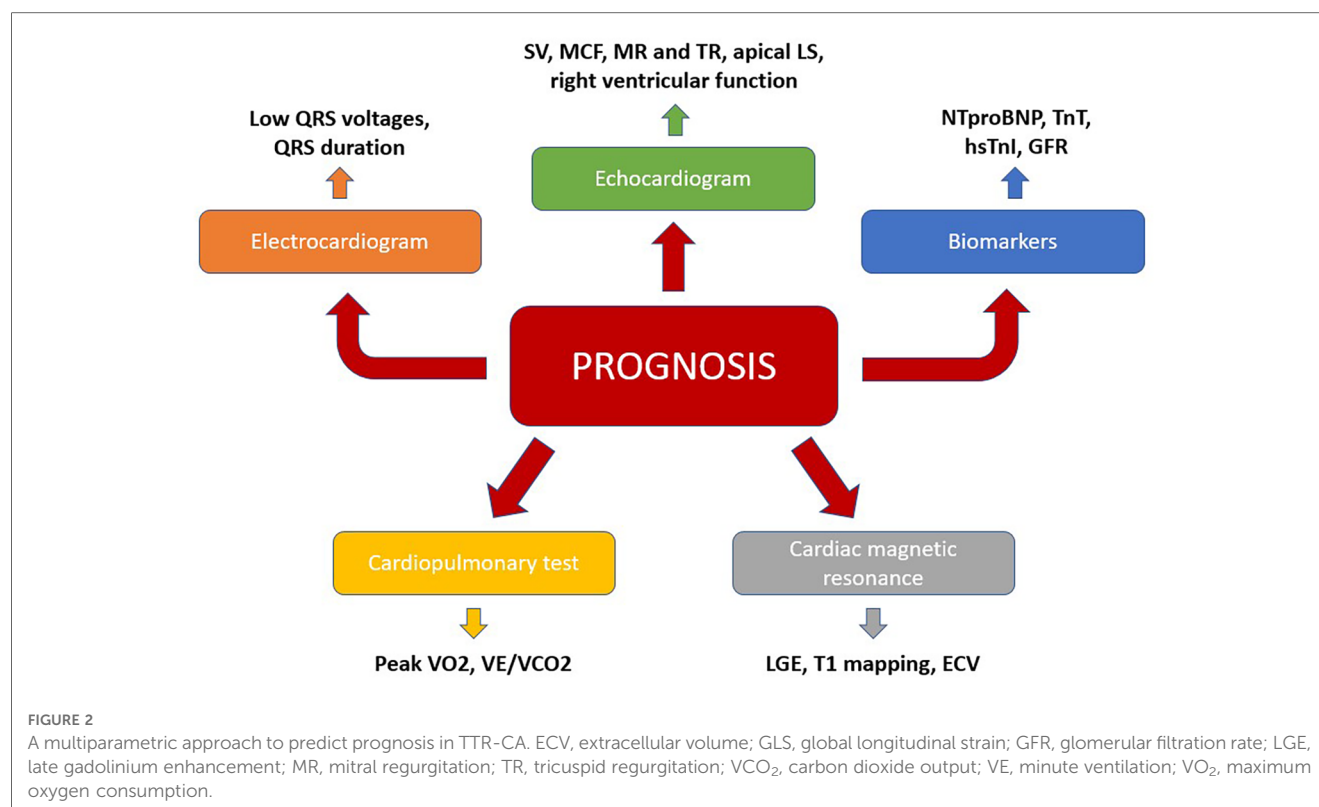 SV, MCF, MR and TR, apical LS,
right ventricular function
Low QRS voltages,
QRS duration
NTproBNP, TnT,
hsTnI, GFR
Echocardiogram
Electrocardiogram
Biomarkers
PROGNOSIS
Cardiopulmonary test
Cardiac magnetic
resonance
Peak VO2, VE/VCO2
LGE, T1 mapping, ECV
FIGURE 2
A multiparametric approach to predict prognosis in TTR-CA. ECV, extracellular volume; GLS, global longitudinal strain; GFR, glomerular filtration rate; LGE,
late gadolinium enhancement; MR, mitral regurgitation; TR, tricuspid regurgitation; VCO₂, carbon dioxide output; VE, minute ventilation; VO₂, maximum
oxygen consumption.